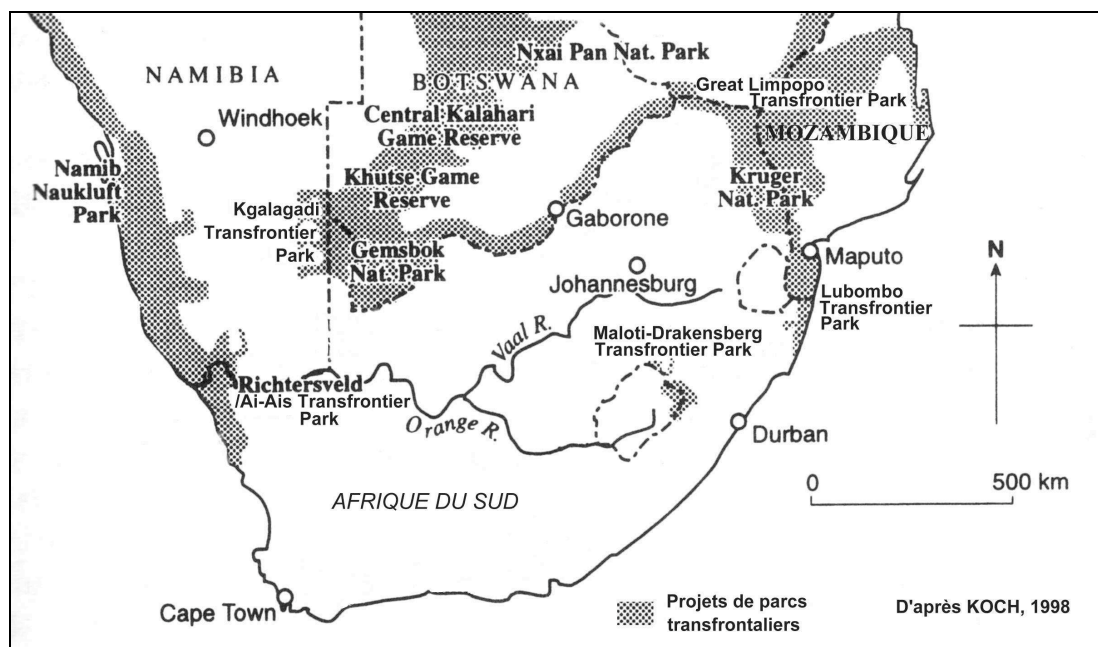 Nxai Pan Nat. Park
NAMIBIA
BOTSWANA
Great Limpopo
Transfrontier Park
Windhoek
Central Kalahari
Game Reserve
MOZAMBIQUE
Namib
Naukluft
Park
Khutse Game
Reserve
Kruger
Nat. Park
Kgalagadi
Transfrontier
Park
Gaborone
Gemsbok
Nat. Park
Maputo
N
Johannesburg
Lubombo
Transfrontier
Park
Vaal R.
Maloti-Drakensberg
Transfrontier Park
Richtersveld
/Ai-Ais Transfrontier
Park
Orange R.
Durban
0 500 km
AFRIQUE DU SUD
Cape Town
Projets de parcs
transfrontaliers
D'après KOCH, 1998